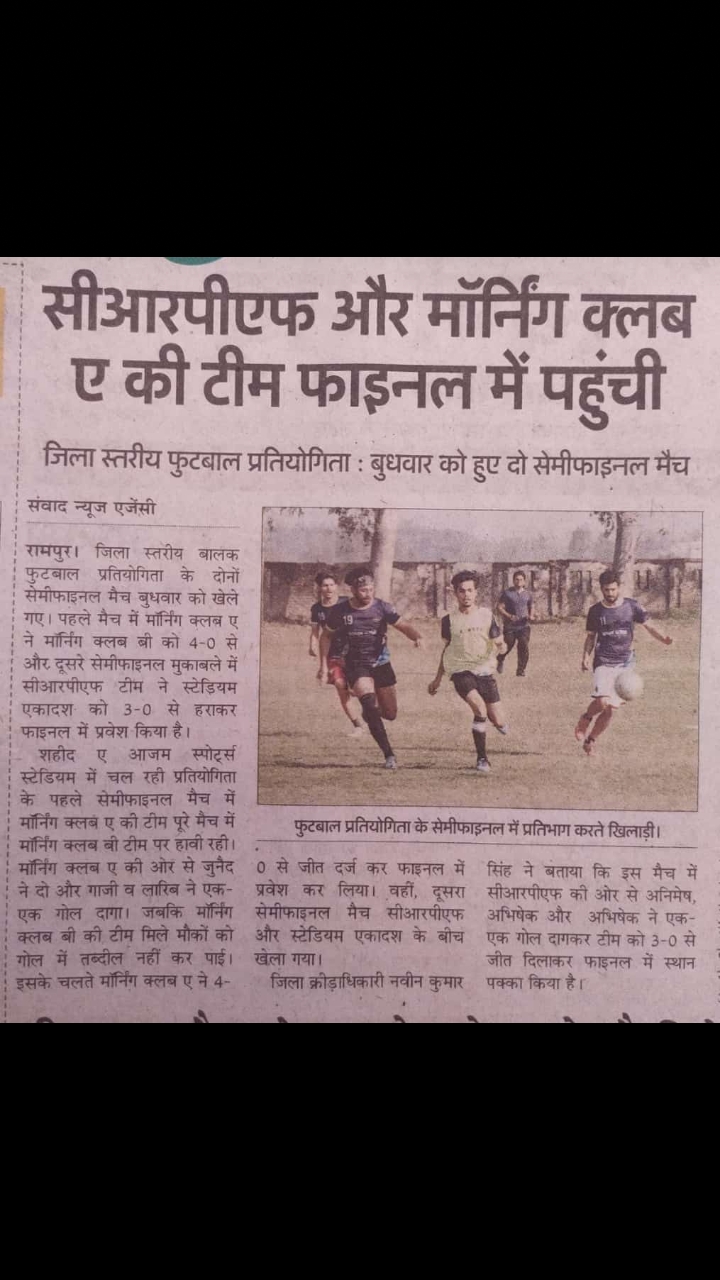 सीआरपीएफ और मॉर्निंग क्लब
ए की टीम फाइनल में पहुंची
जिला स्तरीय फुटबाल प्रतियोगिता : बुधवार को हुए दो सेमीफाइनल मैच
संवाद न्यूज एजेंसी
रामपुर। जिला स्तरीय बालक
फुटबाल प्रतियोगिता के दोनों
सेमीफाइनल मैच बुधवार को खेले
गए। पहले मैच में मॉर्निंग क्लब ए
ने मॉर्निंग क्लब बी को 4-0 से
और दूसरे सेमीफाइनल मुकाबले में
सीआरपीएफ टीम ने स्टेडियम
एकादश को 3-0 से हराकर
फाइनल में प्रवेश किया है।
शहीद ए आजम स्पोर्ट्स
स्टेडियम में चल रही प्रतियोगिता
के पहले सेमीफाइनल मैच में
मॉर्निंग क्लब ए की टीम पूरे मैच में
मॉर्निंग क्लब बी टीम पर हावी रही।
मॉर्निंग क्लब ए की ओर से जुनैद
ने दो और गाजी व लारिब ने एक-
एक गोल दागा। जबकि मॉर्निंग
क्लब बी की टीम मिले मौकों को
गोल में तब्दील नहीं कर पाई।
इसके चलते मॉर्निंग क्लब ए ने 4-
19
11
फुटबाल प्रतियोगिता के सेमीफाइनल में प्रतिभाग करते खिलाड़ी।
0 से जीत दर्ज कर फाइनल में
प्रवेश कर लिया। वहीं, दूसरा
सेमीफाइनल मैच सीआरपीएफ
और स्टेडियम एकादश के बीच
खेला गया।
जिला क्रीड़ाधिकारी नवीन कुमार
सिंह ने बताया कि इस मैच में
सीआरपीएफ की ओर से अनिमेष,
अभिषेक और अभिषेक ने एक-
एक गोल दागकर टीम को 3-0 से
जीत दिलाकर फाइनल में स्थान
पक्का किया है।